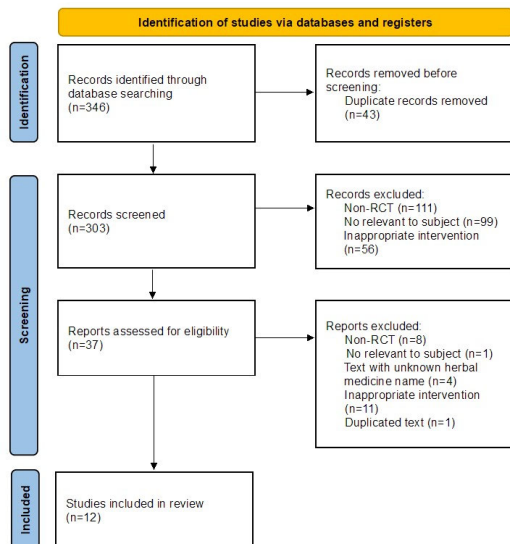 Identification of studies via databases and registers
Identification
Records identified through
database searching
(n=346)
Records removed before
screening:
Duplicate records removed
(n=43)
Screening
Records screened
(n=303)
Records excluded:
Non-RCT (n=111)
No relevant to subject (n=99)
Inappropriate intervention
(n=56)
Reports assessed for eligibility
(n=37)
Reports excluded:
Non-RCT (n=8)
No relevant to subject (n=1)
Text with unknown herbal
medicine name (n=4)
Inappropriate intervention
(n=11)
Duplicated text (n=1)
Included
Studies included in review
(n=12)